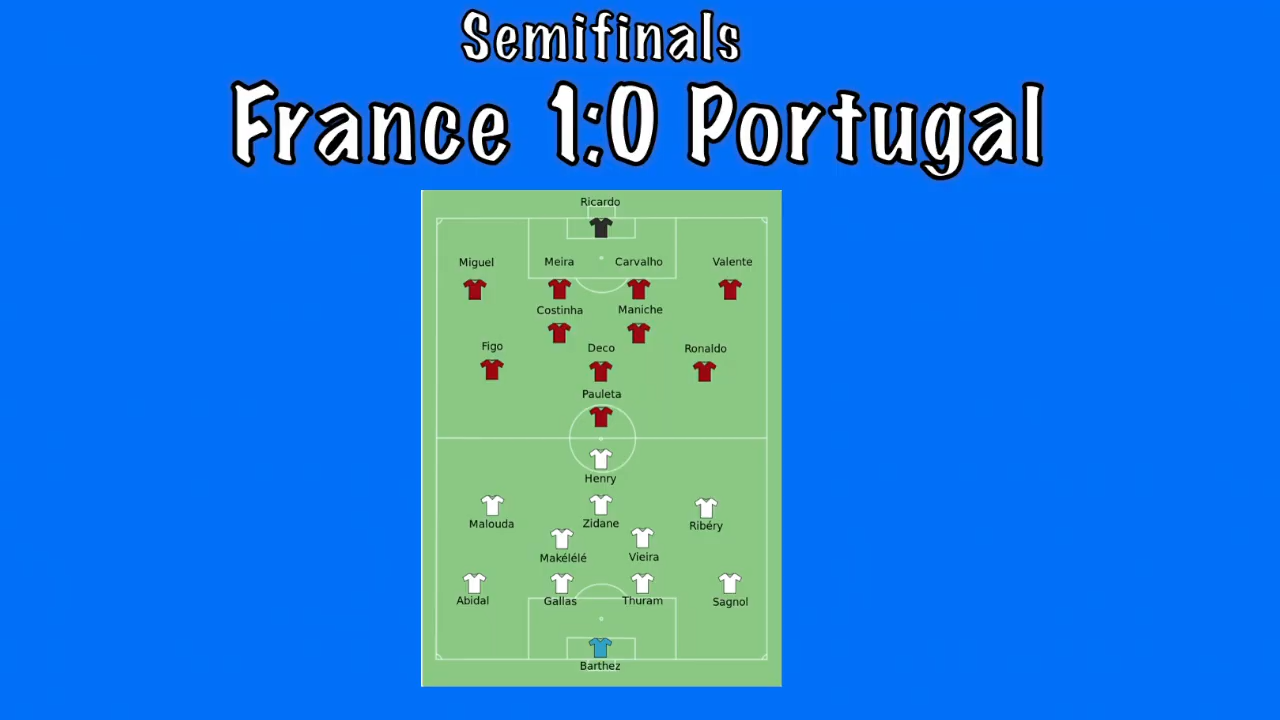 Semifinals
France 1:0 Portugal
Ricardo
Miguel Meira Carvalho Valente
Costinha Maniche
Figo Deco Ronaldo
Pauleta
Henry
Malouda Zidane Ribéry
Makélélé Vieira
Abidal Gallas Thuram Sagnol
Barthez